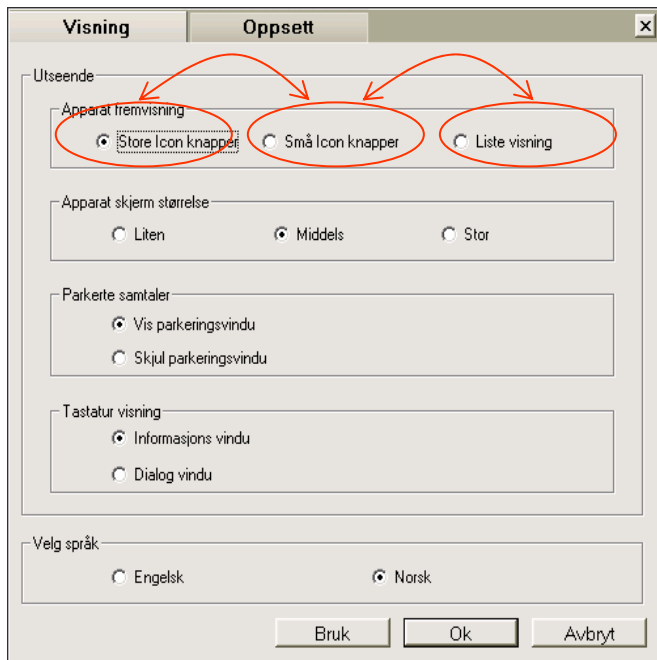 Visning Oppsett
Utseende
Apparat fremvisning
Store Icon knapper Små Icon knapper Liste visning
Apparat skjerm størrelse
Liten Middels Stor
Parkerte samtaler
Vis parkeringsvindu
Skjul parkeringsvindu
Tastatur visning
Informasjons vindu
Dialog vindu
Velg språk
Engelsk Norsk
Bruk Ok Avbryt